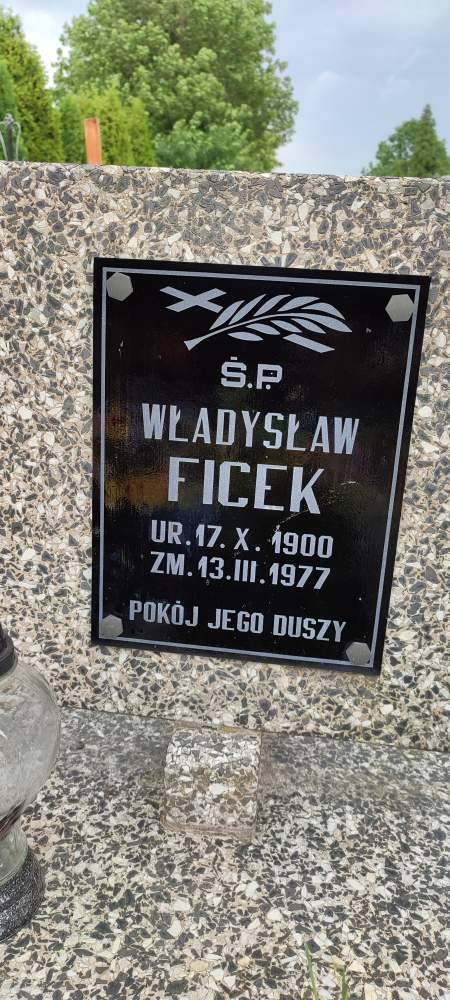 Ś.P.
WŁADYSŁAW
FICEK
UR. 17. X. 1900
ZM. 13.III.1977
POKÓJ JEGO DUSZY